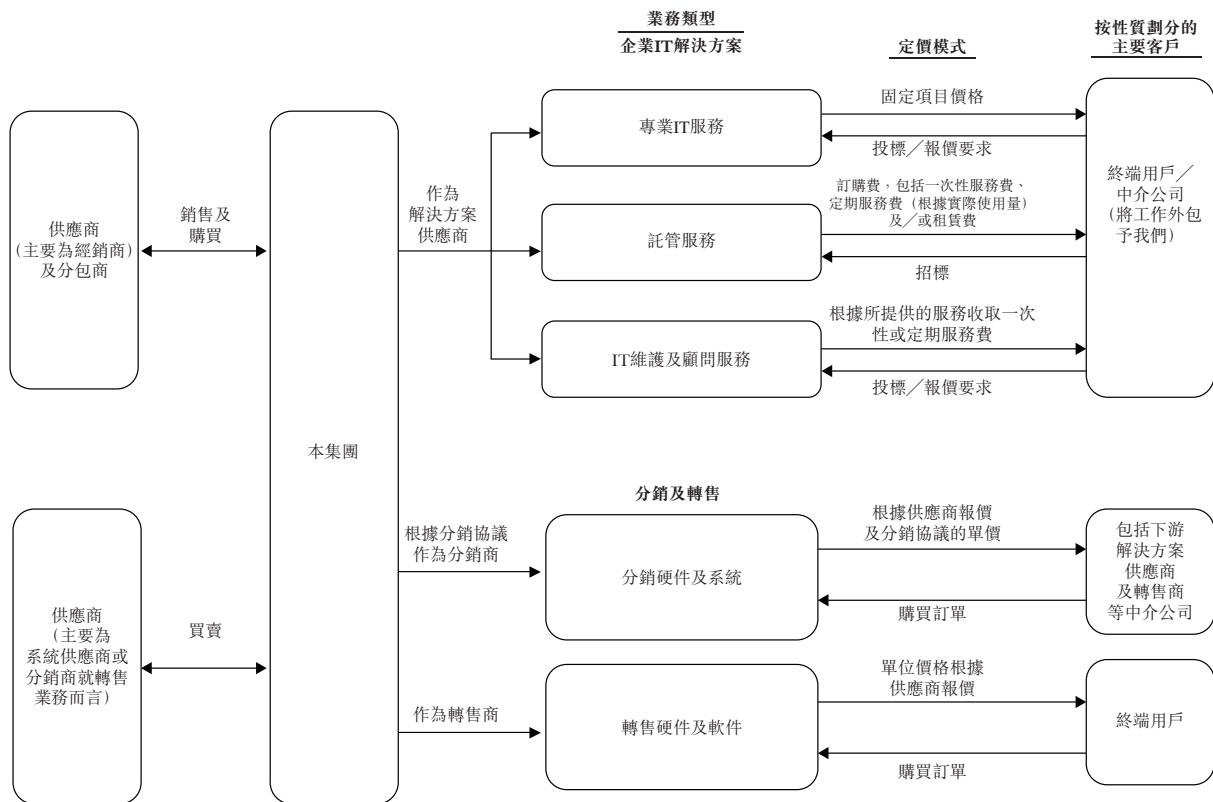 業務類型
企業IT解決方案
定價模式
按性質劃分的
主要客戶
供應商
(主要為經銷商)
及分包商
銷售及
購買
本集團
作為
解決方案
供應商
專業IT服務
固定項目價格
投標／報價要求
託管服務
訂購費，包括一次性服務費、
定期服務費（根據實際使用量）
及／或租賃費
招標
IT維護及顧問服務
根據所提供的服務收取一次
性或定期服務費
投標／報價要求
終端用戶／
中介公司
(將工作外包
予我們)
分銷及轉售
供應商
（主要為
系統供應商或
分銷商就轉售
業務而言）
買賣
根據分銷協議
作為分銷商
分銷硬件及系統
根據供應商報價
及分銷協議的單價
購買訂單
包括下游
解決方案
供應商
及轉售商
等中介公司
作為轉售商
轉售硬件及軟件
單位價格根據
供應商報價
購買訂單
終端用戶